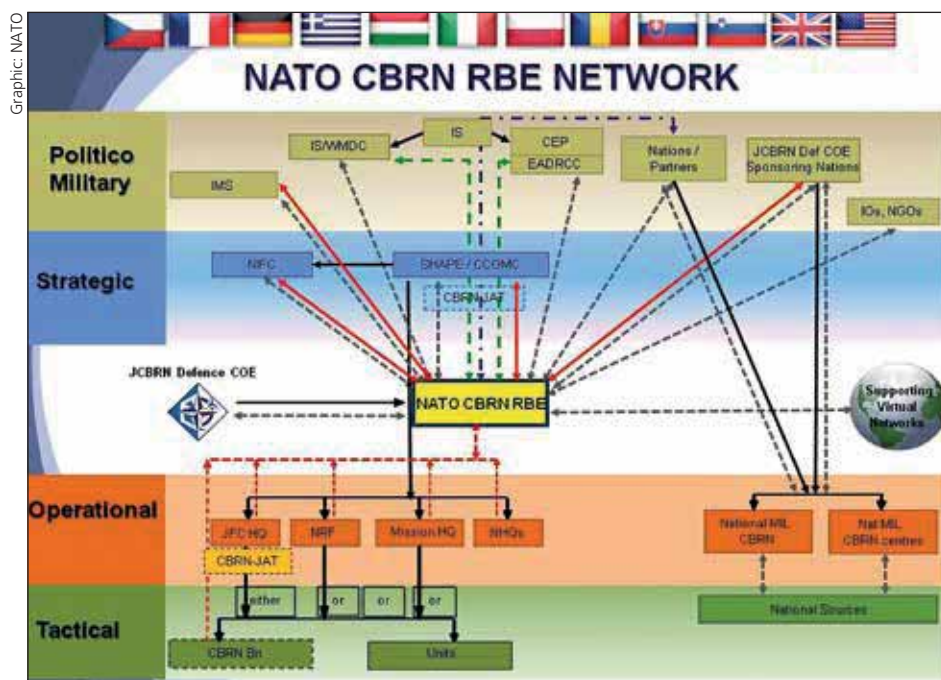 Graphic: NATO
NATO CBRN RBE NETWORK
Politico
Military
IS/WMDC
IS
CEP
EADRCC
Nations /
Partners
JCBRN Def COE
Sponsoring Nations
IMS
IOs, NGOs
Strategic
NIFC
SHAPE / CCOMC
CBRN-JAT
JCBRN Defence COE
NATO CBRN RBE
Supporting
Virtual
Networks
Operational
JFC HQ
NRF
Mission HQ
NHQs
National MIL
CBRN
Nat MIL
CBRN centres
CBRN-JAT
either
or
or
or
National Sources
Tactical
CBRN Bn
Units